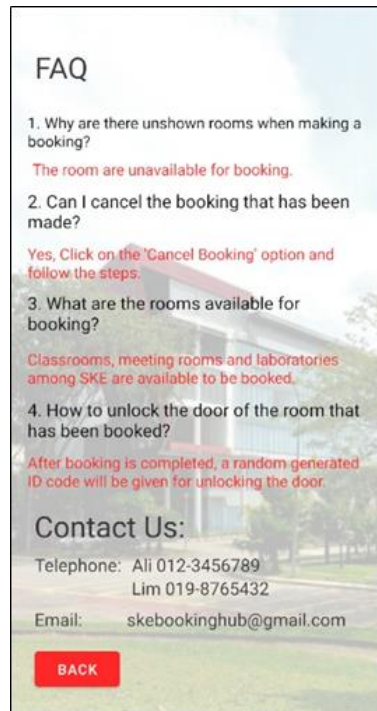 FAQ
1. Why are there unshown rooms when making a
booking?
The room are unavailable for booking.
2. Can I cancel the booking that has been
made?
Yes, Click on the 'Cancel Booking' option and
follow the steps.
3. What are the rooms available for
booking?
Classrooms, meeting rooms and laboratories
among SKE are available to be booked.
4. How to unlock the door of the room that
has been booked?
After booking is completed, a random generated
ID code will be given for unlocking the door.
Contact Us:
Telephone: Ali 012-3456789
Lim 019-8765432
Email: skebookinghub@gmail.com
BACK